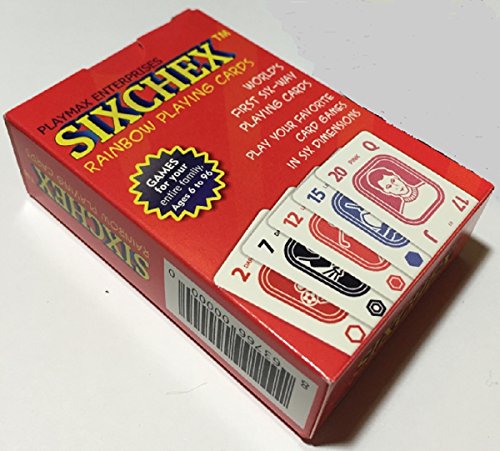 PLAYMAX ENTERPRISES
SIXCHEX™
RAINBOW PLAYING CARDS
WORLD'S
FIRST SIX-WAY
PLAYING CARDS
PLAY YOUR FAVORITE
CARD GAMES
IN SIX DIMENSIONS
GAMES
for your
entire family,
Ages 6 to 96
2
7
12
15
20 PINK Q
17
J
SIXCHEX
RAINBOW PLAYING CARDS